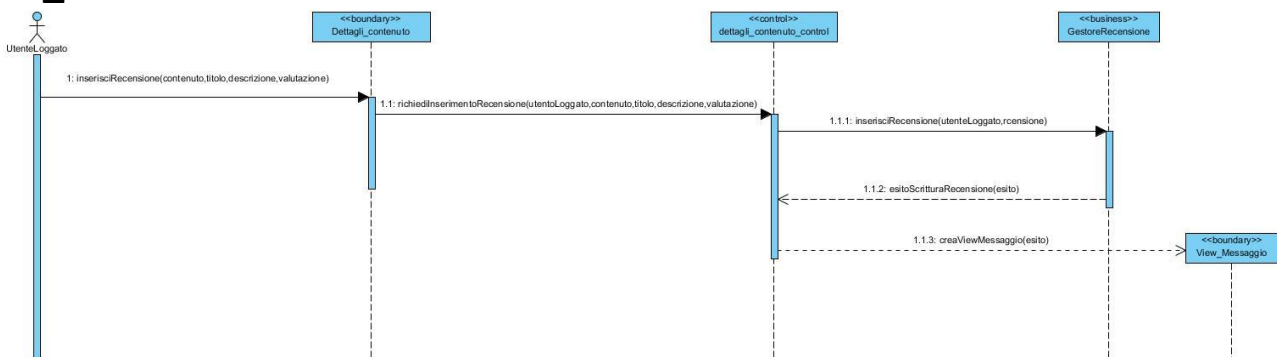 <<boundary>>
Dettagli_contenuto
<<control>>
dettagli_contenuto_control
<<business>>
GestoreRecensione
UtenteLoggato
1: inserisciRecensione(contenuto,titolo,descrizione,valutazione)
1.1: richiediInserimentoRecensione(utentoLoggato,contenuto,titolo,descrizione,valutazione)
1.1.1: inserisciRecensione(utenteLoggato,rcensione)
1.1.2: esitoScritturaRecensione(esito)
1.1.3: creaViewMessaggio(esito)
<<boundary>>
View_Messaggio